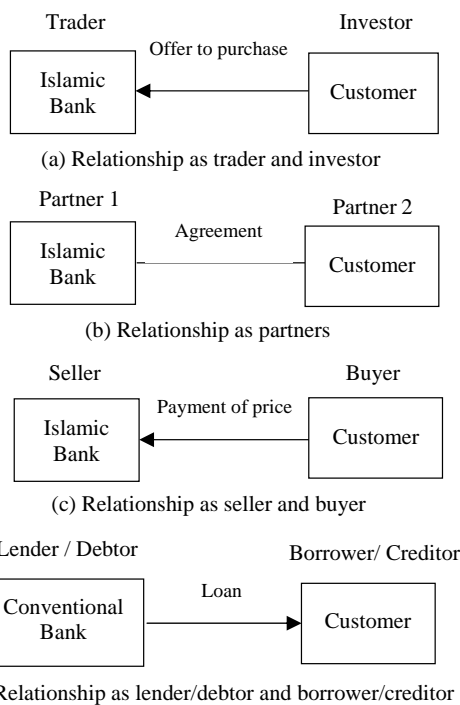 Trader Investor
Offer to purchase
Islamic Bank
Customer
(a) Relationship as trader and investor
Partner 1 Partner 2
Agreement
Islamic Bank
Customer
(b) Relationship as partners
Seller Buyer
Payment of price
Islamic Bank
Customer
(c) Relationship as seller and buyer
Lender / Debtor Borrower/ Creditor
Loan
Conventional Bank
Customer
Relationship as lender/debtor and borrower/creditor